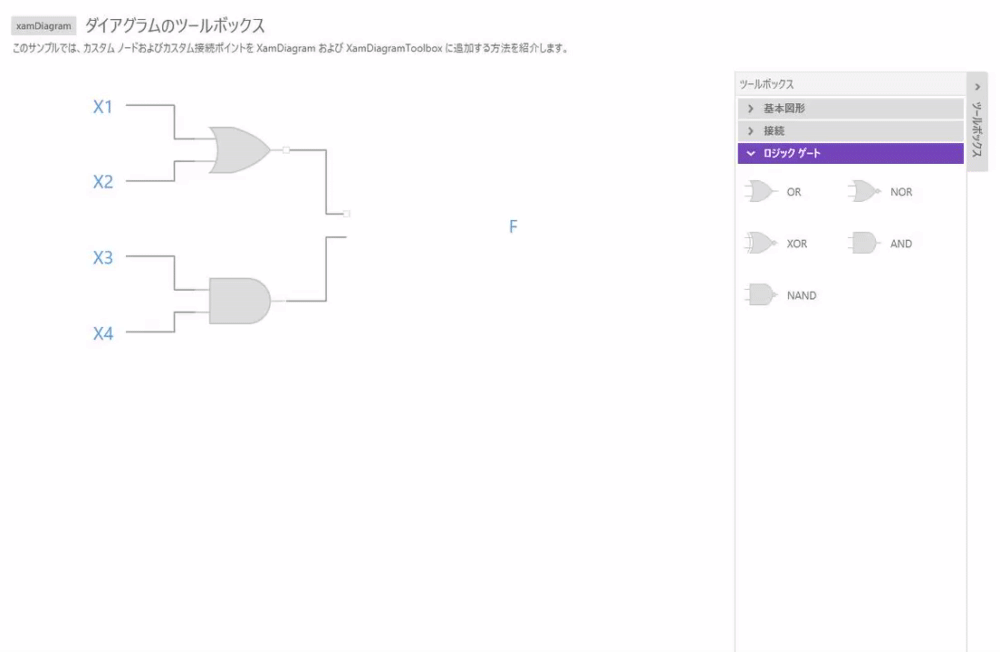 xamDiagram ダイアグラムのツールボックス
このサンプルでは、カスタム ノードおよびカスタム接続ポイントを XamDiagram および XamDiagramToolbox に追加する方法を紹介します。
X1
X2
X3
X4
F
ツールボックス
基本図形
接続
ロジック ゲート
OR NOR
XOR AND
NAND
ツールボックス